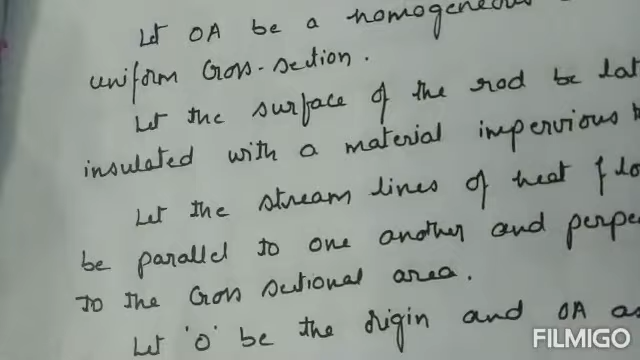 Let OA be a homogeneous
uniform Cross-section.
Let the surface of the rod be
insulated with a material impervious
Let the stream lines of heat
be parallel to one another and
to the Cross sectional area.
Let 'O' be the Origin and OA as
FILMIGO